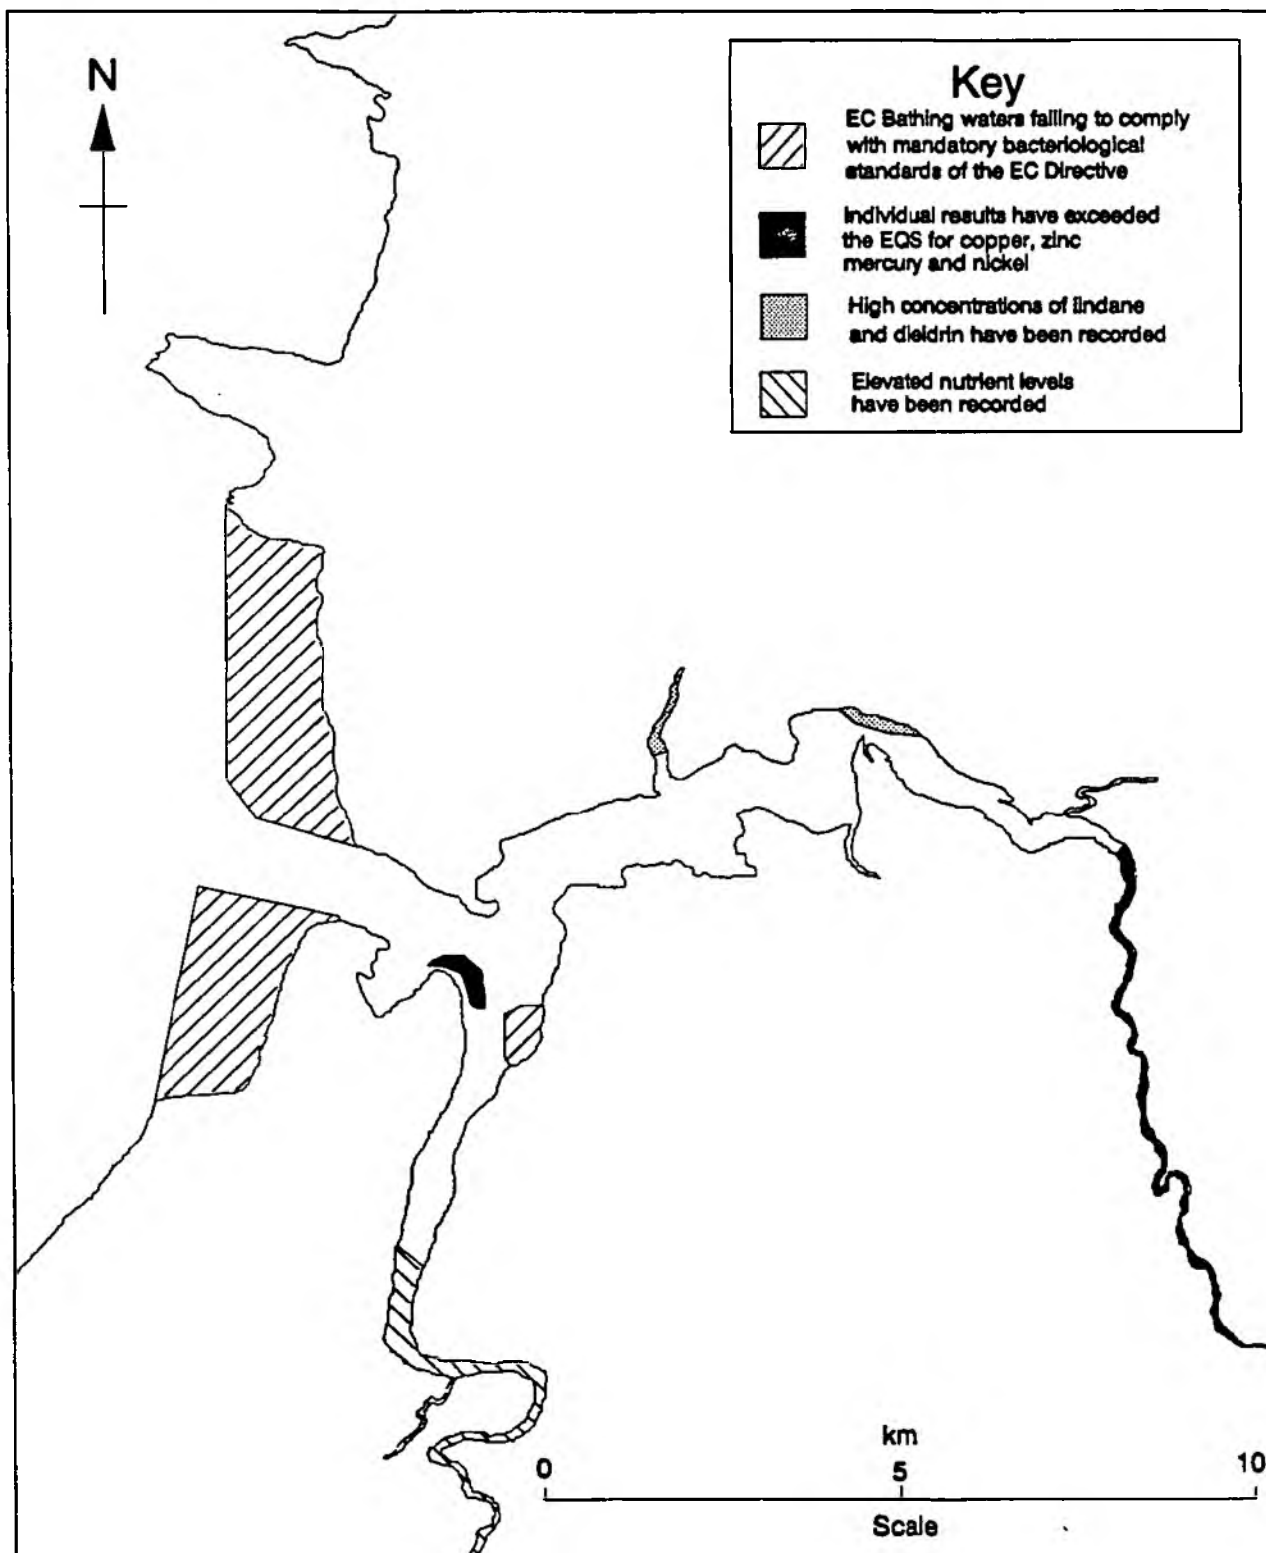 N
Key
EC Bathing waters failing to comply
with mandatory bacteriological
standards of the EC Directive
Individual results have exceeded
the EQS for copper, zinc
mercury and nickel
High concentrations of lindane
and dieldrin have been recorded
Elevated nutrient levels
have been recorded
km
0 5 10
Scale